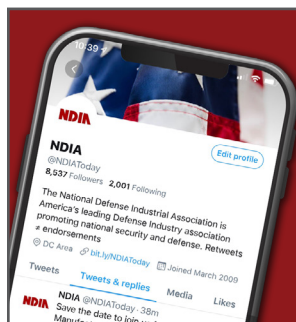 10:39
NDIA
NDIA
Edit profile
@NDIAToday
8,537 Followers 2,001 Following
The National Defense Industrial Association is
America's leading Defense Industry association
promoting national security and defense. Retweets
≠ endorsements
DC Area bit.ly/NDIAToday Joined March 2009
Tweets Tweets & replies Media Likes
NDIA
NDIA @NDIAToday · 38m
Save the date to join